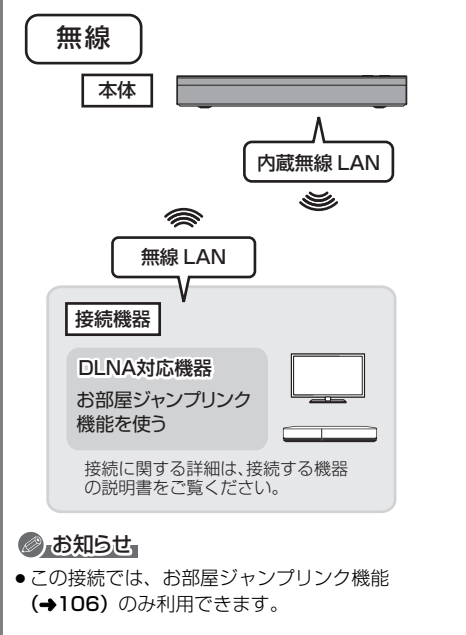 無線
本体
内蔵無線 LAN
無線 LAN
接続機器
DLNA対応機器
お部屋ジャンプリンク
機能を使う
接続に関する詳細は、接続する機器
の説明書をご覧ください。
お知らせ
●この接続では、お部屋ジャンプリンク機能
(➜106) のみ利用できます。